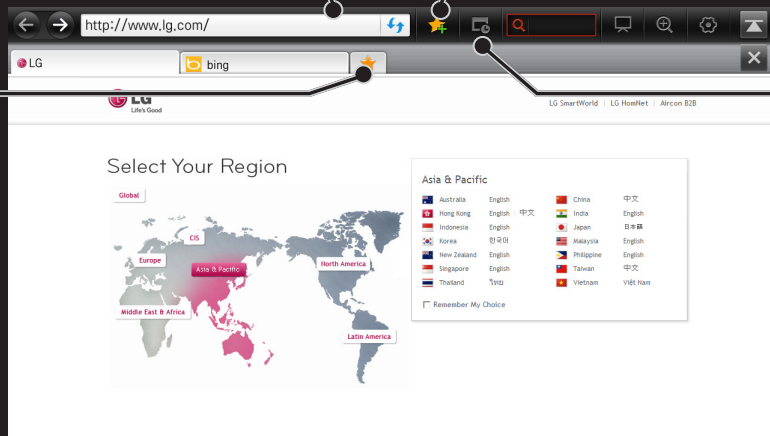 http://www.lg.com/
LG
bing
LG
Life's Good
LG SmartWorld | LG HomNet | Aircon B2B
Select Your Region
Global
CIS
Europe
Asia & Pacific
North America
Middle East & Africa
Latin America
Asia & Pacific
Australia English China 中文
Hong Kong English | 中文 India English
Indonesia English Japan 日本語
Korea 한국어 Malaysia English
New Zealand English Philippine English
Singapore English Taiwan 中文
Thailand ไทย Vietnam Việt Nam
Remember My Choice